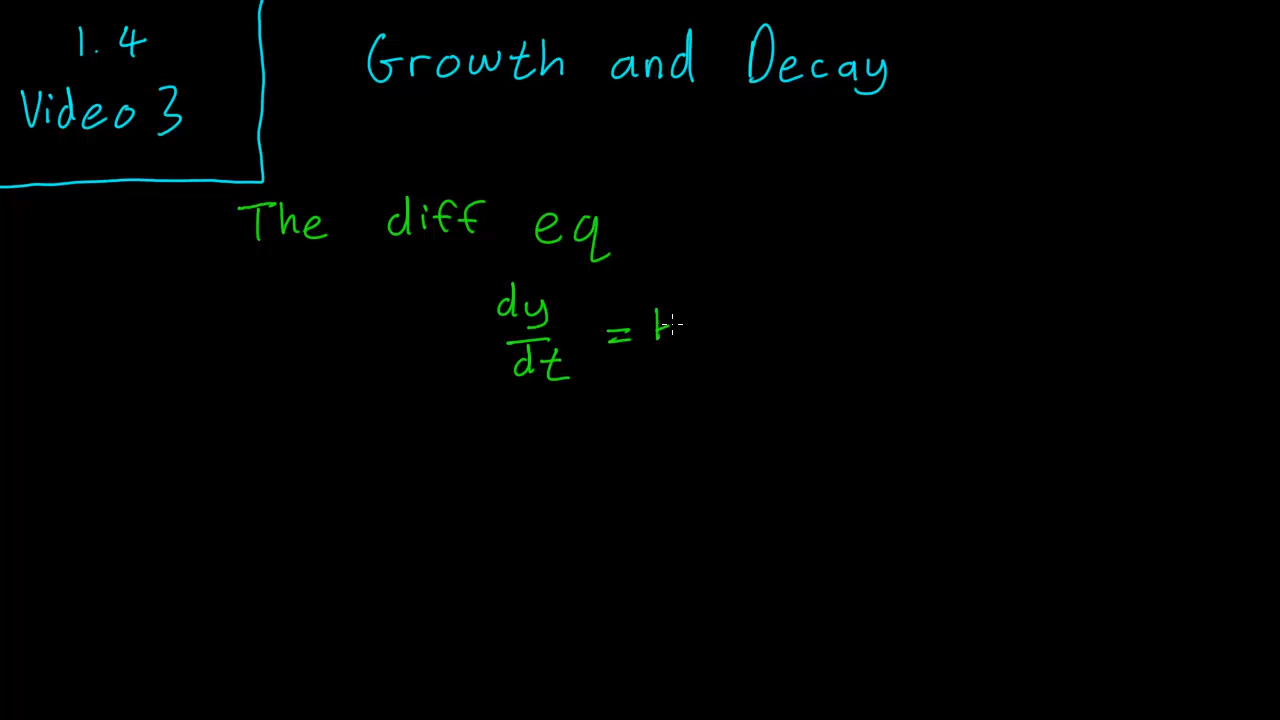 1.4
Video 3
Growth and Decay
The diff eq
dy
dt
=